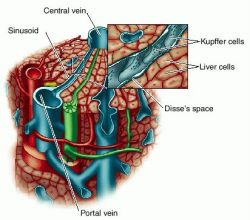 Central vein
Sinusoid
Kupffer cells
Liver cells
Disse's space
Portal vein